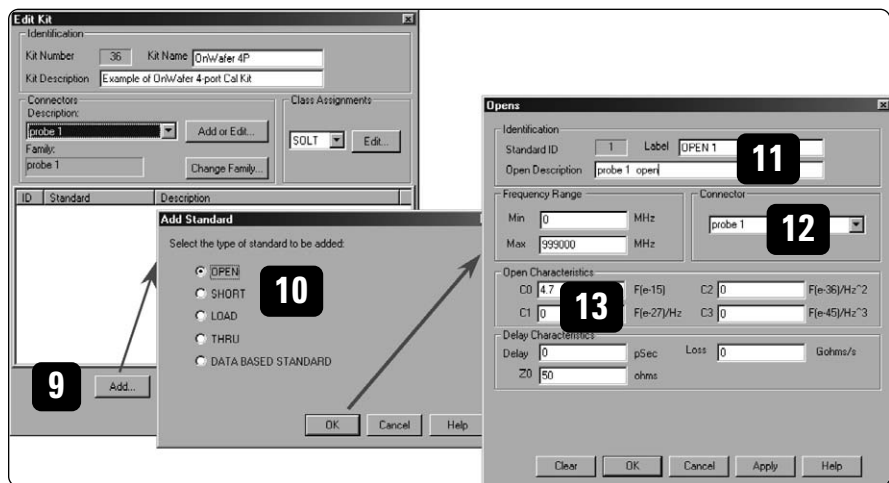 Edit Kit
Identification
Kit Number 36 Kit Name OnWafer 4P
Kit Description Example of OnWafer 4-port Cal Kit
Connectors
Description:
probe 1 Add or Edit...
Family:
probe 1 Change Family...
Class Assignments
SOLT Edit...
ID Standard Description
9 Add...
Add Standard
Select the type of standard to be added:
OPEN
SHORT
LOAD
THRU
DATA BASED STANDARD
10
OK Cancel Help
Opens
Identification
Standard ID 1 Label OPEN 1
Open Description probe 1 open
11
Frequency Range
Min 0 MHz
Max 999000 MHz
Connector
probe 1
12
Open Characteristics
C0 4.7 F(e-15) C2 0 F(e-36)/Hz^2
C1 0 F(e-27)/Hz C3 0 F(e-45)/Hz^3
13
Delay Characteristics
Delay 0 pSec Loss 0 Gohms/s
Z0 50 ohms
Clear OK Cancel Apply Help